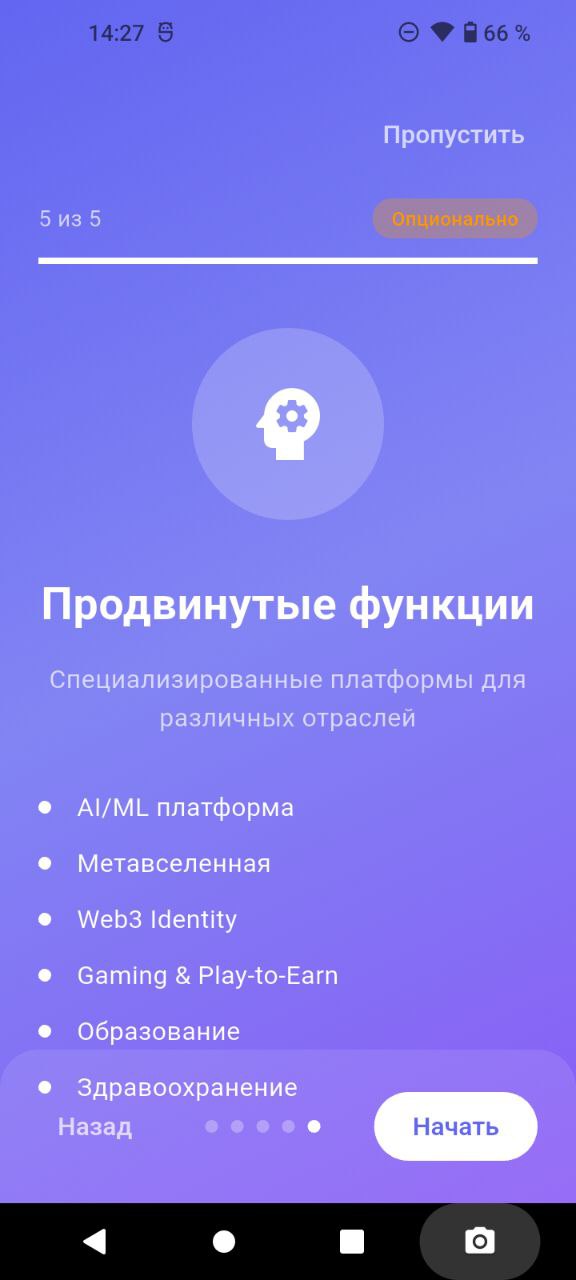 14:27
66 %
Пропустить
5 из 5
Опционально
Продвинутые функции
Специализированные платформы для
различных отраслей
AI/ML платформа
Метавселенная
Web3 Identity
Gaming & Play-to-Earn
Образование
Здравоохранение
Назад
Начать